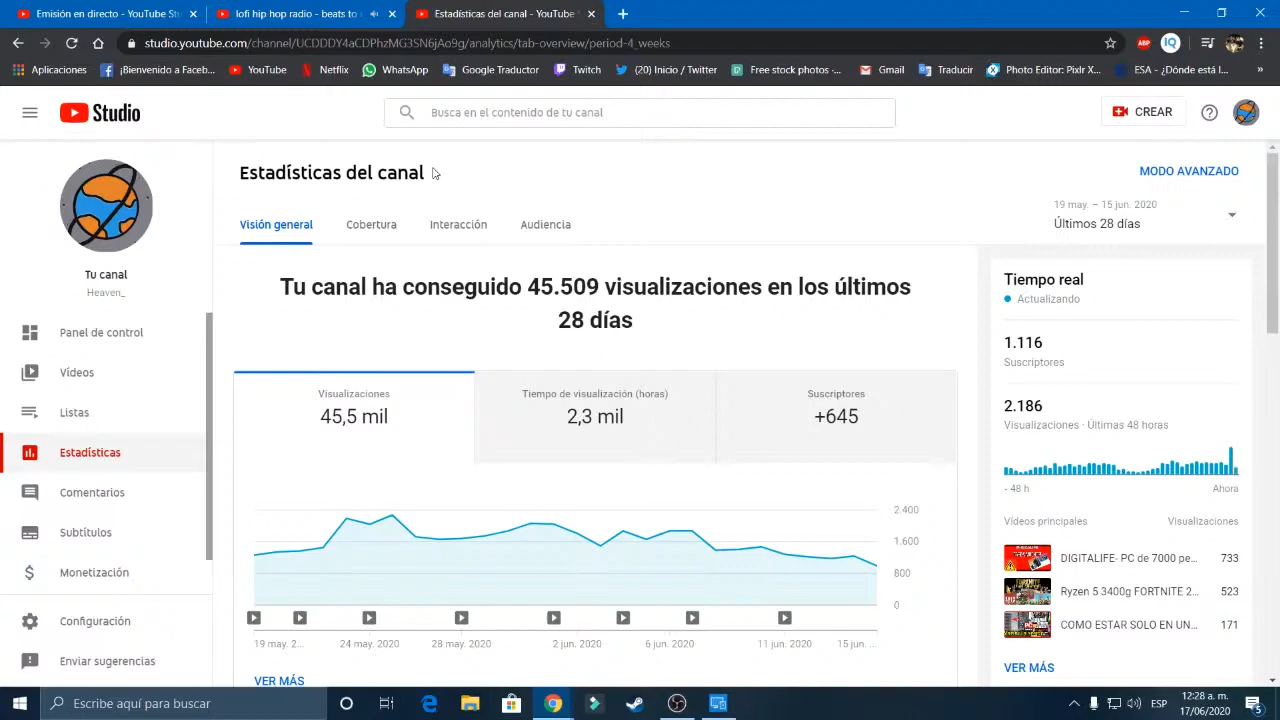 Emisión en directo - YouTube St
lofi hip hop radio - beats to
Estadísticas del canal - YouTube
studio.youtube.com/channel/UCDDDY4aCDPhzMG3SN6jAo9g/analytics/tab-overview/period-4_weeks
ABP
IQ
Aplicaciones
¡Bienvenido a Faceb...
YouTube
Netflix
WhatsApp
Google Traductor
Twitch
(20) Inicio / Twitter
Free stock photos -...
Gmail
Traducir
Photo Editor: Pixlr X...
ESA - ¿Dónde está l...
»
Studio
Busca en el contenido de tu canal
CREAR
Tu canal
Heaven_
Panel de control
Vídeos
Listas
Estadísticas
Comentarios
Subtítulos
Monetización
Configuración
Enviar sugerencias
Estadísticas del canal
MODO AVANZADO
Visión general
Cobertura
Interacción
Audiencia
19 may. – 15 jun. 2020
Últimos 28 días
Tu canal ha conseguido 45.509 visualizaciones en los últimos
28 días
Visualizaciones
45,5 mil
Tiempo de visualización (horas)
2,3 mil
Suscriptores
+645
2.400
1.600
800
0
19 may. 2...
24 may. 2020
28 may. 2020
2 jun. 2020
6 jun. 2020
11 jun. 2020
15 jun. ...
VER MÁS
Tiempo real
Actualizando
1.116
Suscriptores
2.186
Visualizaciones · Últimas 48 horas
- 48 h
Ahora
Vídeos principales
Visualizaciones
DIGITALIFE- PC de 7000 pe...
733
Ryzen 5 3400g FORTNITE 2...
523
COMO ESTAR SOLO EN UN...
171
VER MÁS
Escribe aquí para buscar
ESP
12:28 a. m.
17/06/2020
5